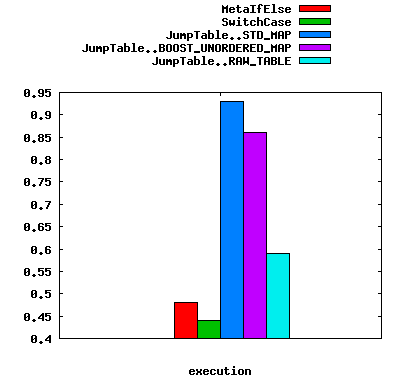 MetaIfElse
SwitchCase
JumpTable..STD_MAP
JumpTable..BOOST_UNORDERED_MAP
JumpTable..RAW_TABLE
0.95
0.9
0.85
0.8
0.75
0.7
0.65
0.6
0.55
0.5
0.45
0.4
execution